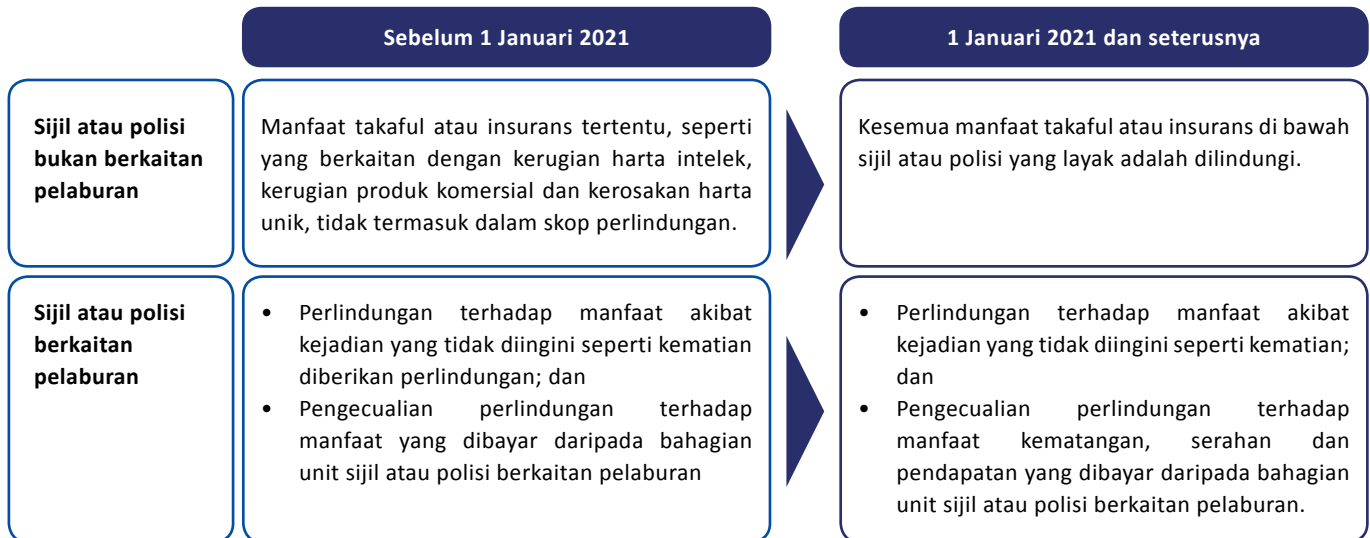 Sebelum 1 Januari 2021
1 Januari 2021 dan seterusnya
Sijil atau polisi
bukan berkaitan
pelaburan
Manfaat takaful atau insurans tertentu, seperti
yang berkaitan dengan kerugian harta intelek,
kerugian produk komersial dan kerosakan harta
unik, tidak termasuk dalam skop perlindungan.
Kesemua manfaat takaful atau insurans di bawah
sijil atau polisi yang layak adalah dilindungi.
Sijil atau polisi
berkaitan
pelaburan
• Perlindungan terhadap manfaat akibat
kejadian yang tidak diingini seperti kematian
diberikan perlindungan; dan
• Pengecualian perlindungan terhadap
manfaat yang dibayar daripada bahagian
unit sijil atau polisi berkaitan pelaburan
• Perlindungan terhadap manfaat akibat
kejadian yang tidak diingini seperti kematian;
dan
• Pengecualian perlindungan terhadap
manfaat kematangan, serahan dan
pendapatan yang dibayar daripada bahagian
unit sijil atau polisi berkaitan pelaburan.